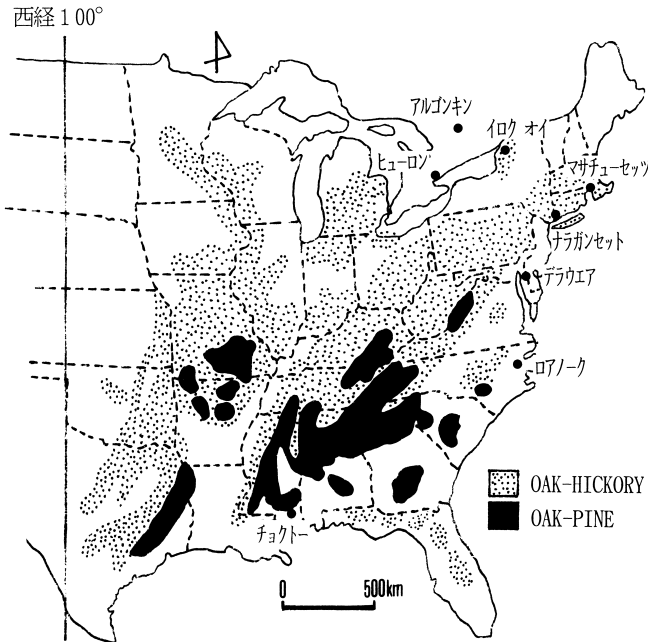 西経100°
アルゴンキン
イロク オイ
ヒューロン
マサチューセッツ
ナラガンセット
デラウエア
ロアノーク
OAK-HICKORY
OAK-PINE
チョクトー
0 500km